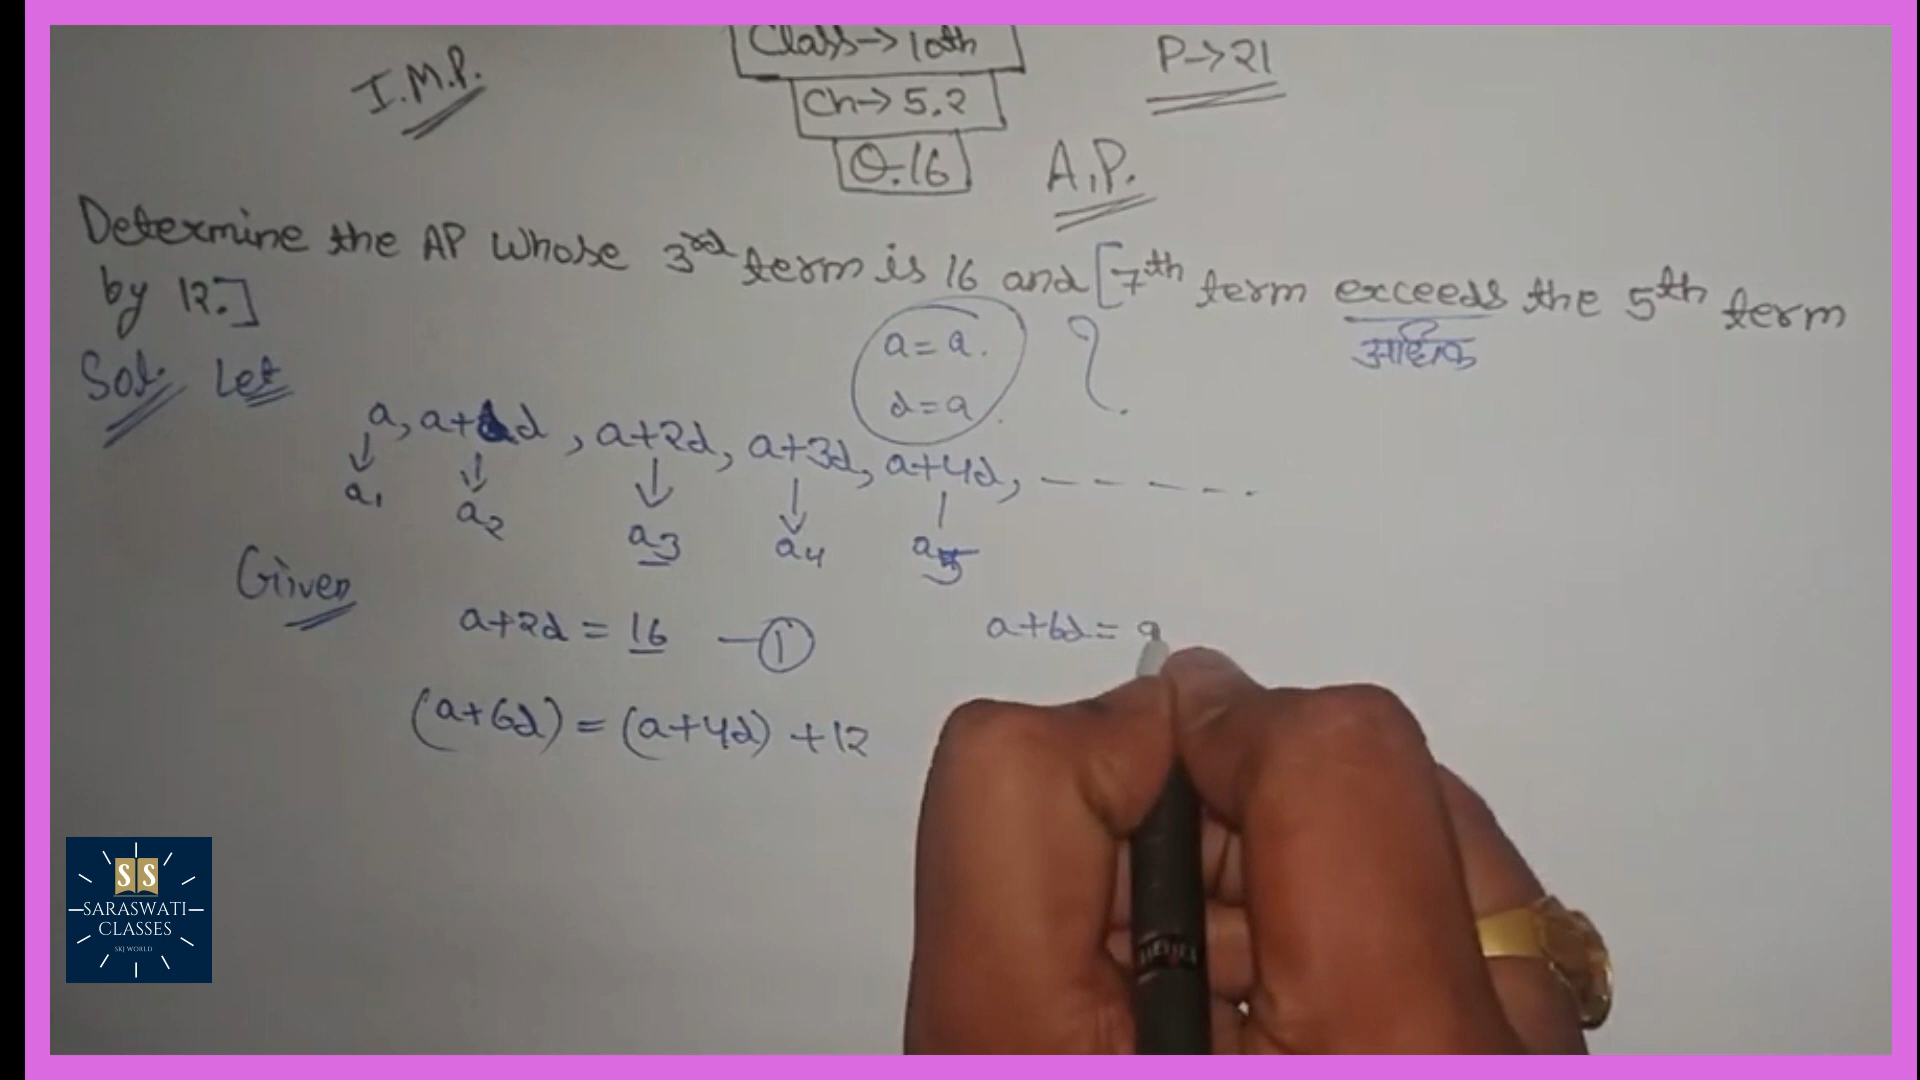 I.M.P.
Class→10th
P→21
Ch→5.2
Q.16
A.P.
Determine the AP whose 3rd term is 16 and [7th term exceeds the 5th term
by 12.]
अधिक
a = a.
d = a.
?
Sol. Let
a, a+d, a+2d, a+3d, a+4d, - - - - - .
a1 a2 a3 a4 a5
Given
a+2d = 16 —①
a+6d = a
(a+6d) = (a+4d) +12
SS
SARASWATI
CLASSES
SKJ WORLD